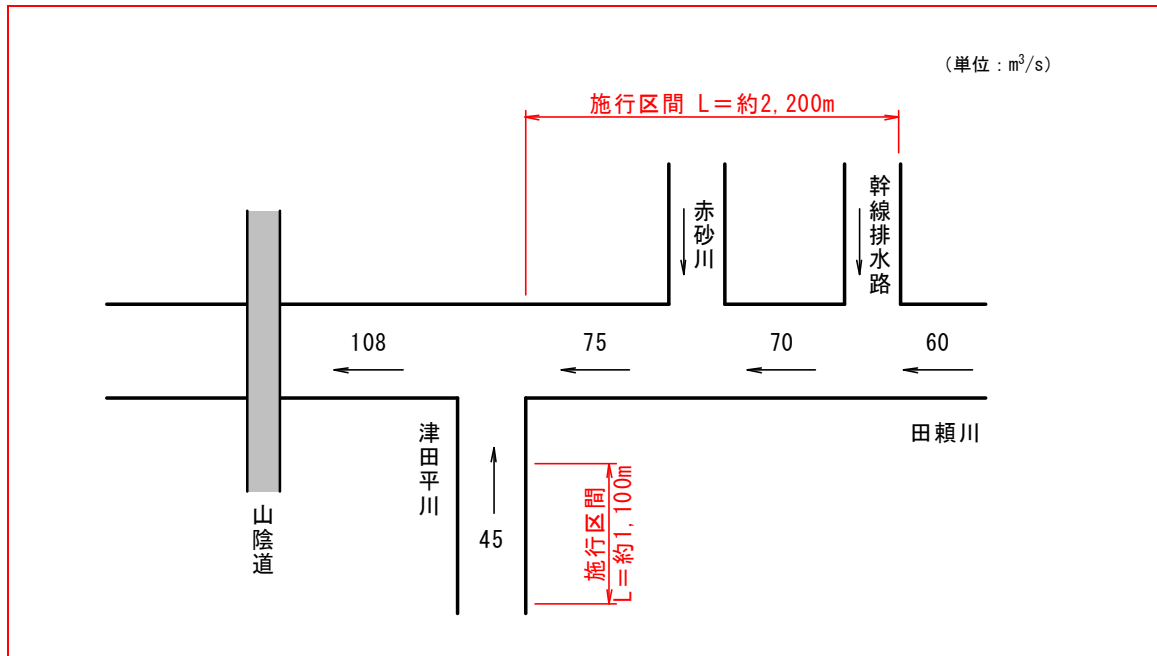 （単位：m³/s）
施行区間 L＝約2,200m
赤砂川
幹線排水路
108
75
70
60
津田平川
田頼川
山陰道
45
施行区間
L＝約1,100m